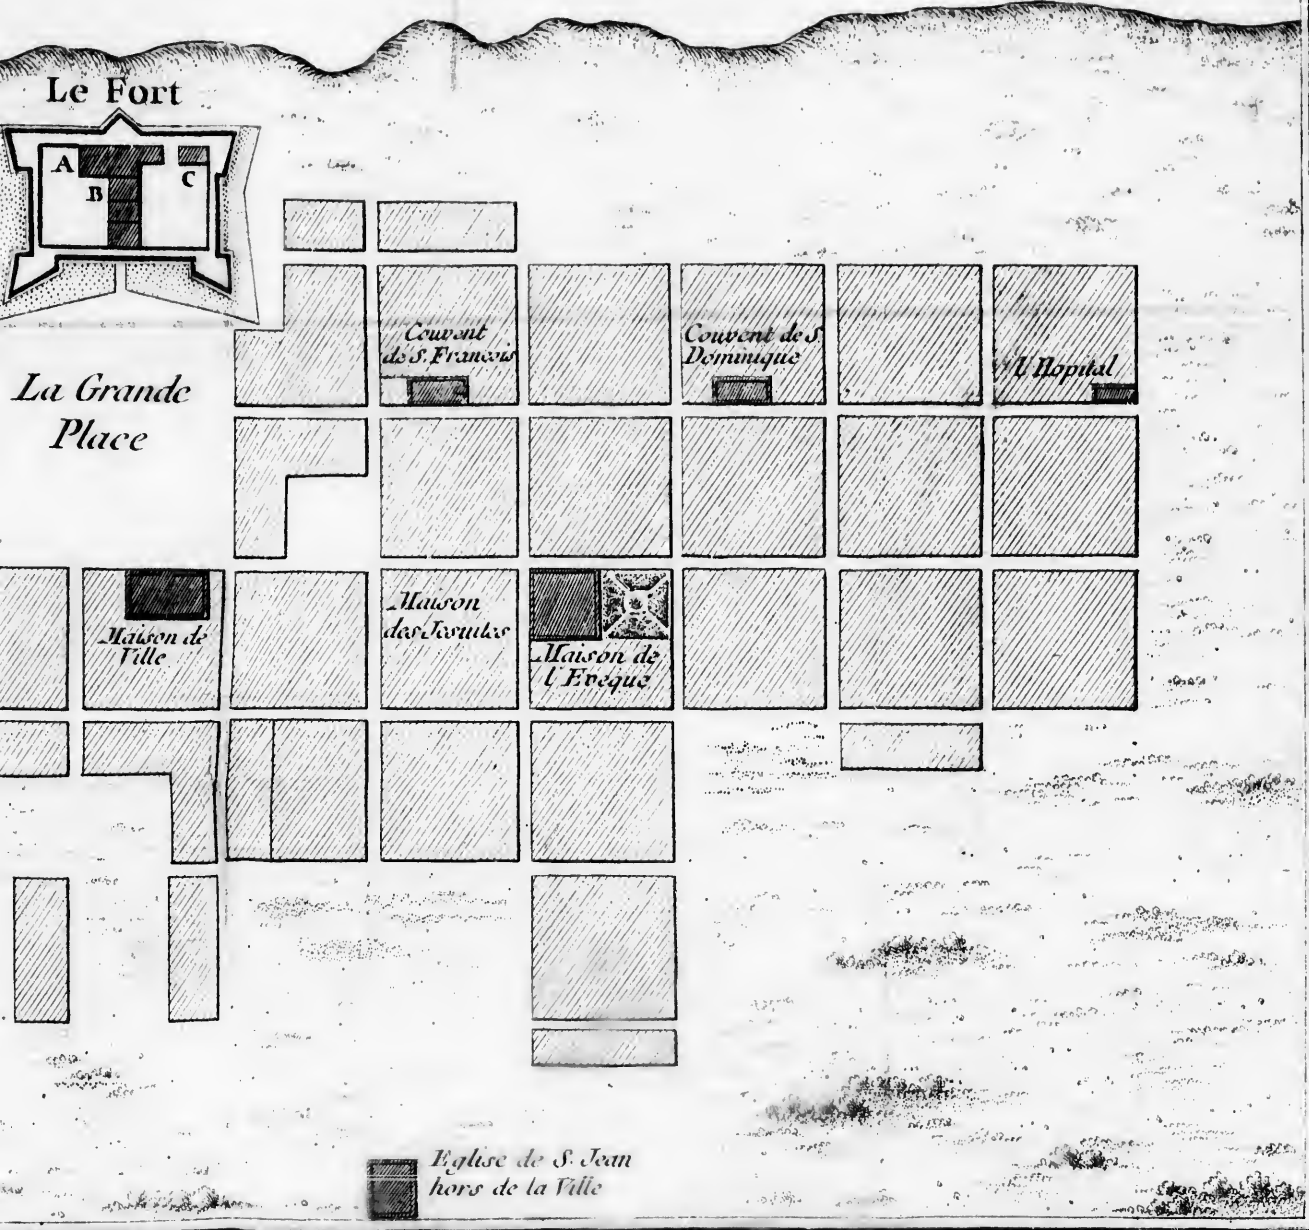 Le Fort
A
B
C
Couvent
de S. François
Couvent de S.
Dominique
l'Hopital
La Grande
Place
Maison de
Ville
Maison
des Jesuites
Maison de
l'Eveque
Eglise de S. Jean
hors de la Ville